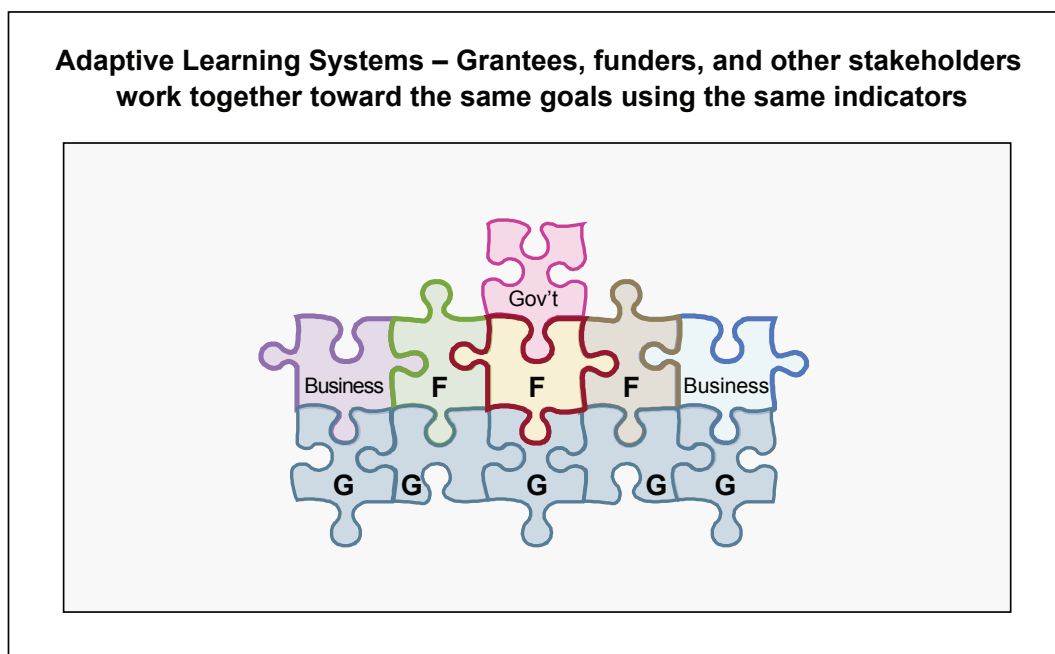 Adaptive Learning Systems – Grantees, funders, and other stakeholders
work together toward the same goals using the same indicators
Gov't
Business F F F Business
G G G G G